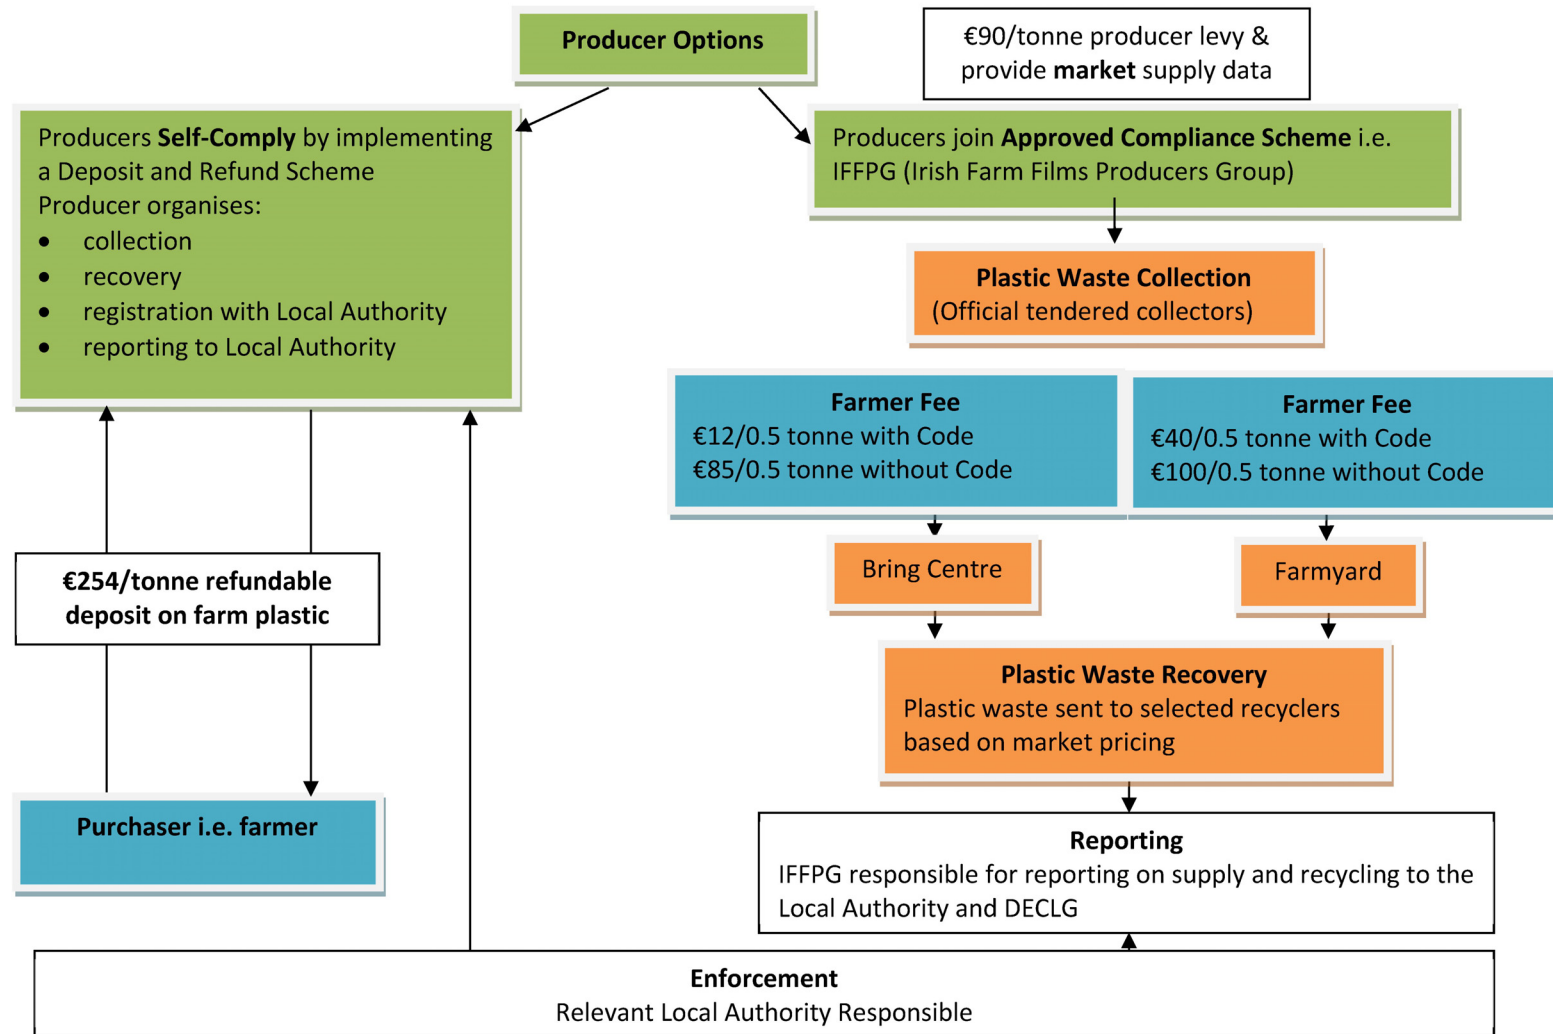 Producer Options
€90/tonne producer levy &
provide market supply data
Producers Self-Comply by implementing
a Deposit and Refund Scheme
Producer organises:
• collection
• recovery
• registration with Local Authority
• reporting to Local Authority
Producers join Approved Compliance Scheme i.e.
IFFPG (Irish Farm Films Producers Group)
Plastic Waste Collection
(Official tendered collectors)
Farmer Fee
€12/0.5 tonne with Code
€85/0.5 tonne without Code
Farmer Fee
€40/0.5 tonne with Code
€100/0.5 tonne without Code
Bring Centre
Farmyard
€254/tonne refundable
deposit on farm plastic
Plastic Waste Recovery
Plastic waste sent to selected recyclers
based on market pricing
Purchaser i.e. farmer
Reporting
IFFPG responsible for reporting on supply and recycling to the
Local Authority and DECLG
Enforcement
Relevant Local Authority Responsible